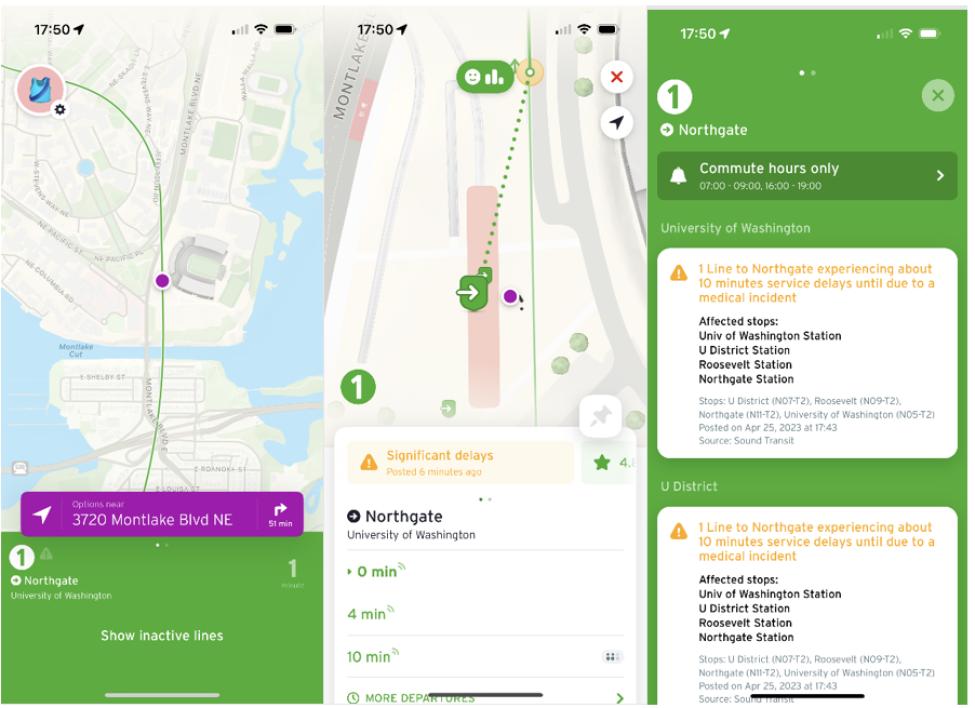 17:50
NE-PACIFIC-ST
NE-PACIFIC-PL
NE-COLUMBIA-RD
MONTLAKE BLVD NE
Montlake
Cut
E-SHELBY ST
MONTLAKE BLVD E
E-ROANOKE-ST
E-LOUISA-ST
Options near
3720 Montlake Blvd NE
51 min
1
Northgate
University of Washington
1
minute
Show inactive lines
17:50
MONTLAKE
1
Significant delays
Posted 6 minutes ago
Northgate
University of Washington
0 min
4 min
10 min
MORE DEPARTURES
17:50
1
Northgate
Commute hours only
07:00 - 09:00, 16:00 - 19:00
University of Washington
1 Line to Northgate experiencing about
10 minutes service delays until due to a
medical incident
Affected stops:
Univ of Washington Station
U District Station
Roosevelt Station
Northgate Station
Stops: U District (N07-T2), Roosevelt (N09-T2),
Northgate (N11-T2), University of Washington (N05-T2)
Posted on Apr 25, 2023 at 17:43
Source: Sound Transit
U District
1 Line to Northgate experiencing about
10 minutes service delays until due to a
medical incident
Affected stops:
Univ of Washington Station
U District Station
Roosevelt Station
Northgate Station
Stops: U District (N07-T2), Roosevelt (N09-T2),
Northgate (N11-T2), University of Washington (N05-T2)
Posted on Apr 25, 2023 at 17:43
Source: Sound Transit